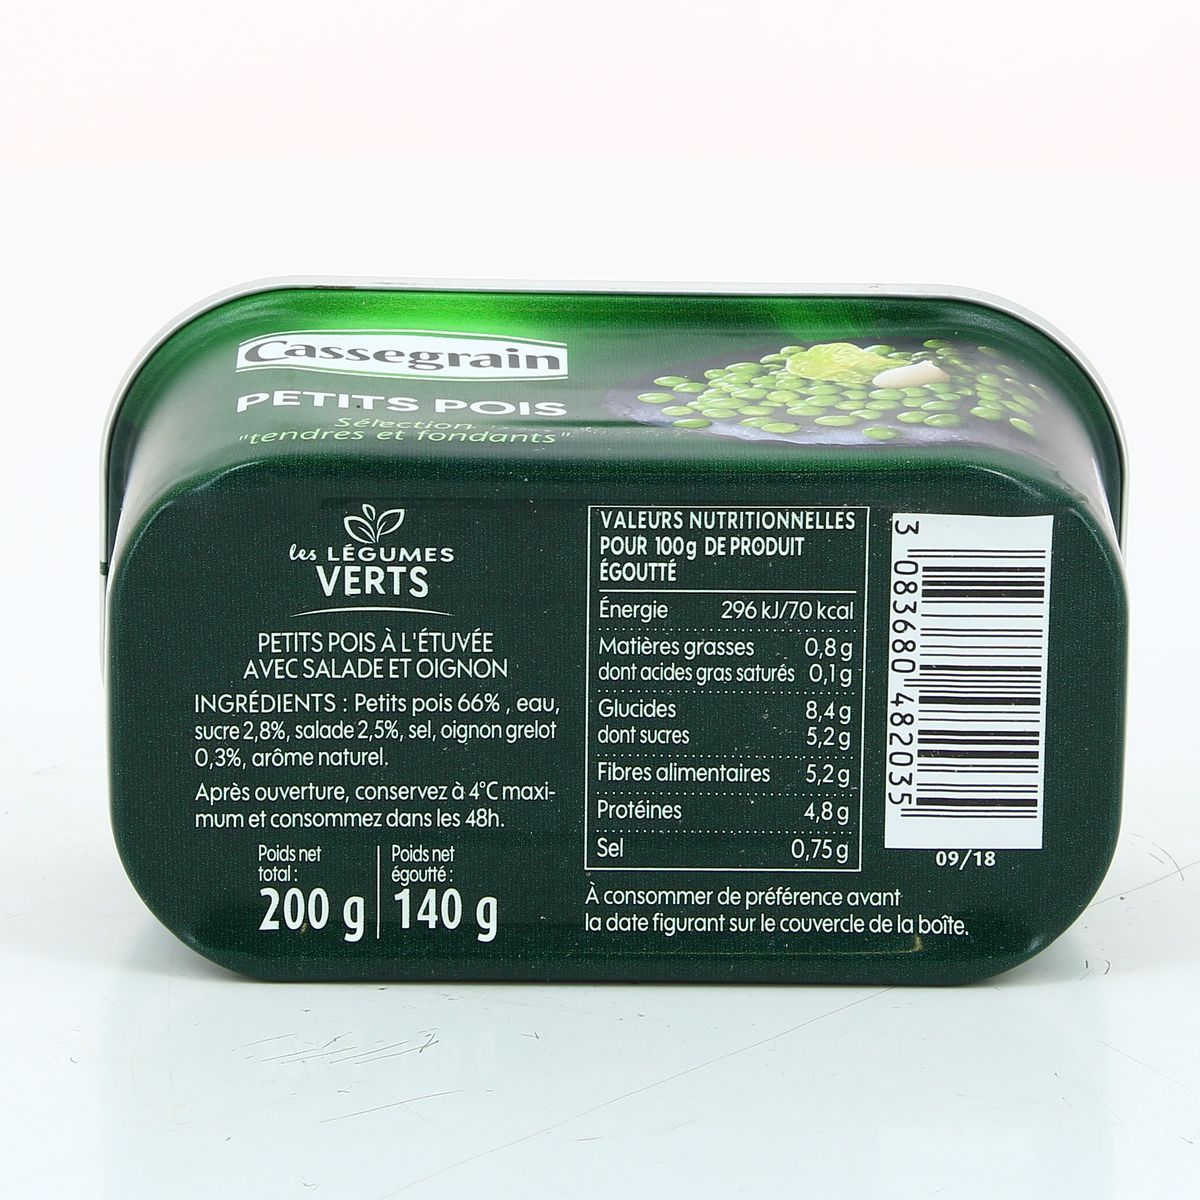 Cassegrain
PETITS POIS
Sélection
"tendres et fondants"
les LÉGUMES
VERTS
PETITS POIS À L'ÉTUVÉE
AVEC SALADE ET OIGNON
INGRÉDIENTS : Petits pois 66% , eau,
sucre 2,8%, salade 2,5%, sel, oignon grelot
0,3%, arôme naturel.
Après ouverture, conservez à 4°C maxi-
mum et consommez dans les 48h.
Poids net
total :
200 g
Poids net
égoutté :
140 g
VALEURS NUTRITIONNELLES
POUR 100g DE PRODUIT
ÉGOUTTÉ
Énergie 296 kJ/70 kcal
Matières grasses 0,8 g
dont acides gras saturés 0,1 g
Glucides 8,4 g
dont sucres 5,2 g
Fibres alimentaires 5,2 g
Protéines 4,8 g
Sel 0,75 g
À consommer de préférence avant
la date figurant sur le couvercle de la boîte.
3 083680 482035
09/18